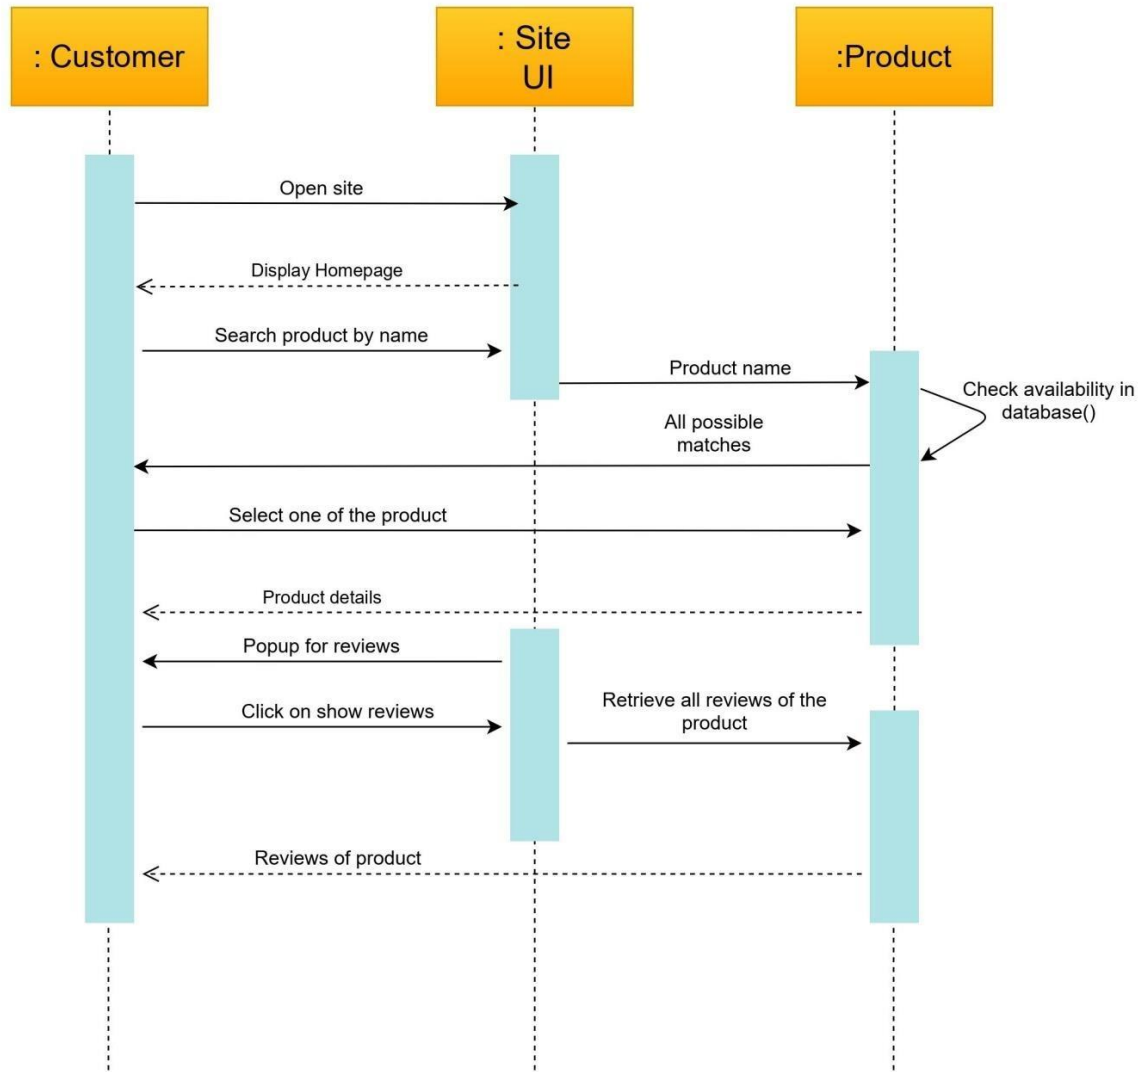 : Customer
: Site
UI
:Product
Open site
Display Homepage
Search product by name
Product name
Check availability in
database()
All possible
matches
Select one of the product
Product details
Popup for reviews
Click on show reviews
Retrieve all reviews of the
product
Reviews of product